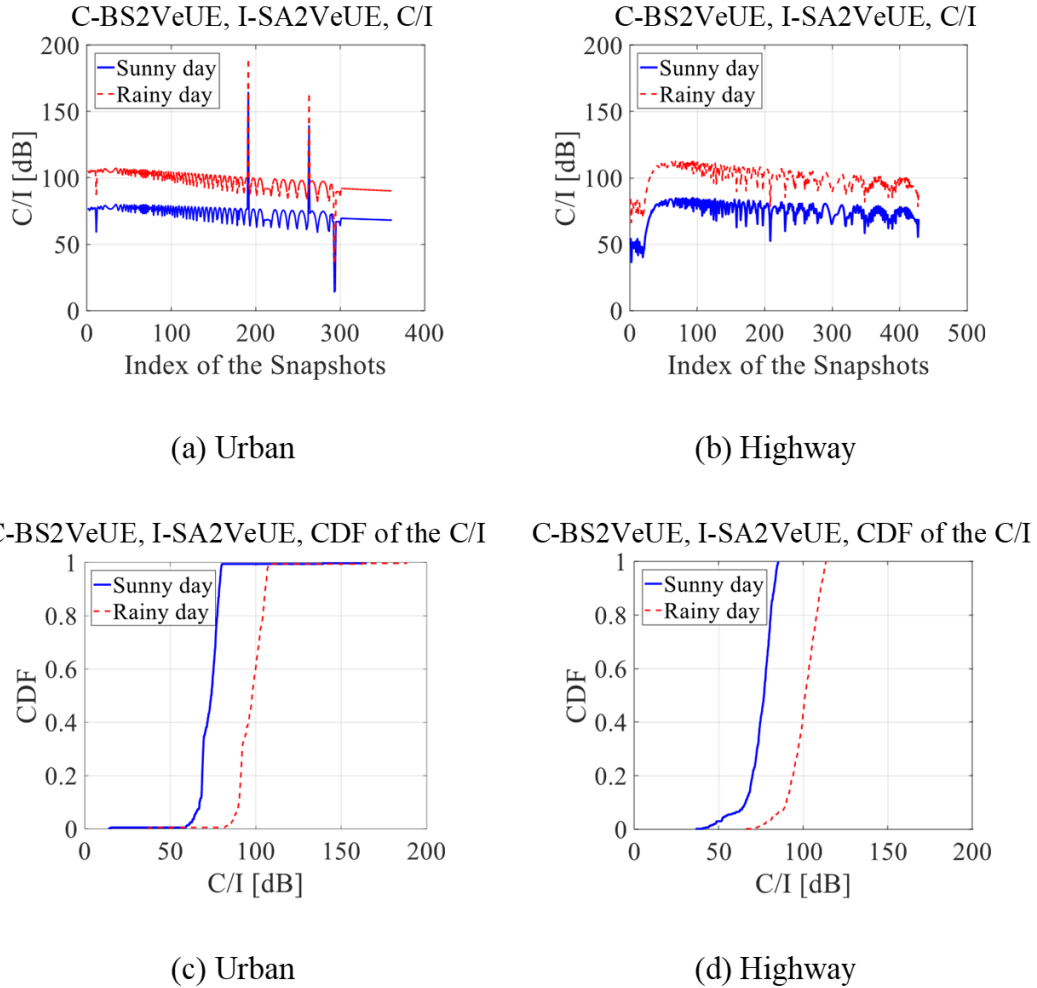 C-BS2VeUE, I-SA2VeUE, C/I
200
150
100
50
0
C/I [dB]
Sunny day
Rainy day
0 100 200 300 400
Index of the Snapshots
(a) Urban
C-BS2VeUE, I-SA2VeUE, C/I
200
150
100
50
0
C/I [dB]
Sunny day
Rainy day
0 100 200 300 400 500
Index of the Snapshots
(b) Highway
C-BS2VeUE, I-SA2VeUE, CDF of the C/I
1
0.8
0.6
0.4
0.2
0
CDF
Sunny day
Rainy day
0 50 100 150 200
C/I [dB]
(c) Urban
C-BS2VeUE, I-SA2VeUE, CDF of the C/I
1
0.8
0.6
0.4
0.2
0
CDF
Sunny day
Rainy day
0 50 100 150 200
C/I [dB]
(d) Highway